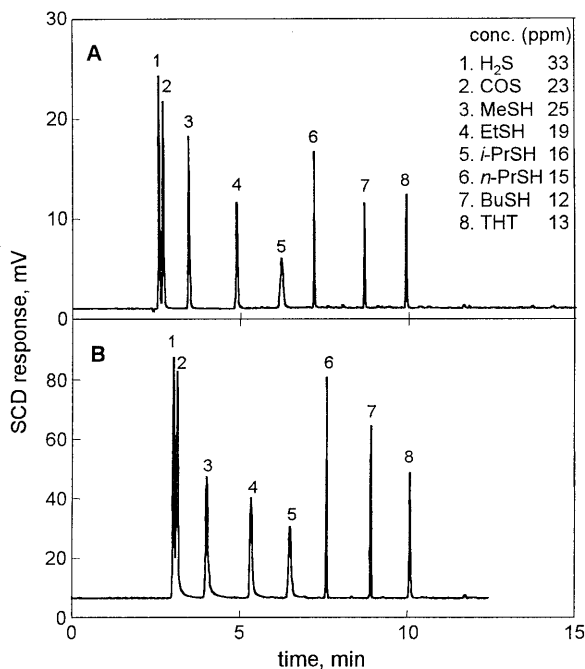 A
conc. (ppm)
1. H₂S 33
2. COS 23
3. MeSH 25
4. EtSH 19
5. i-PrSH 16
6. n-PrSH 15
7. BuSH 12
8. THT 13
30
20
10
0
1
2
3
4
5
6
7
8
SCD response, mV
B
80
60
40
20
0
1
2
3
4
5
6
7
8
0
5
10
15
time, min